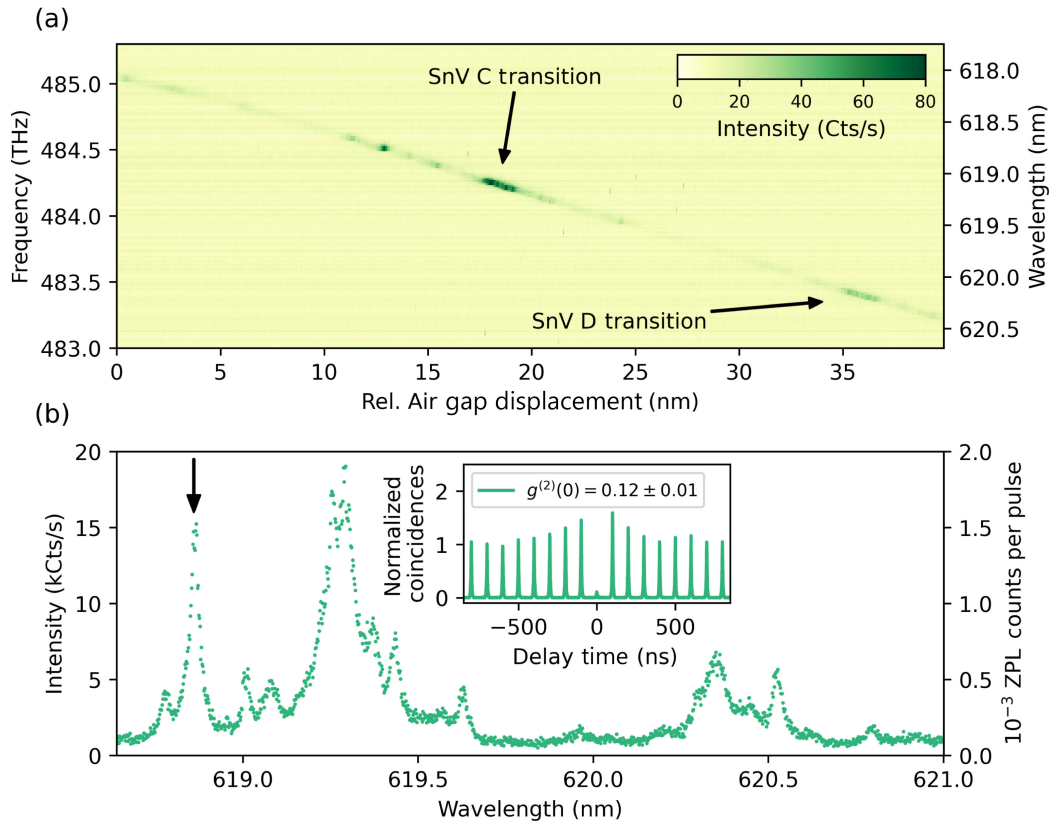 (a)
SnV C transition
SnV D transition
0 20 40 60 80
Intensity (Cts/s)
485.0
484.5
484.0
483.5
483.0
Frequency (THz)
618.0
618.5
619.0
619.5
620.0
620.5
Wavelength (nm)
0 5 10 15 20 25 30 35
Rel. Air gap displacement (nm)
(b)
20
15
10
5
0
Intensity (kCts/s)
g⁽²⁾(0) = 0.12 ± 0.01
2
1
0
Normalized
coincidences
−500 0 500
Delay time (ns)
2.0
1.5
1.0
0.5
0.0
10⁻³ ZPL counts per pulse
619.0 619.5 620.0 620.5 621.0
Wavelength (nm)